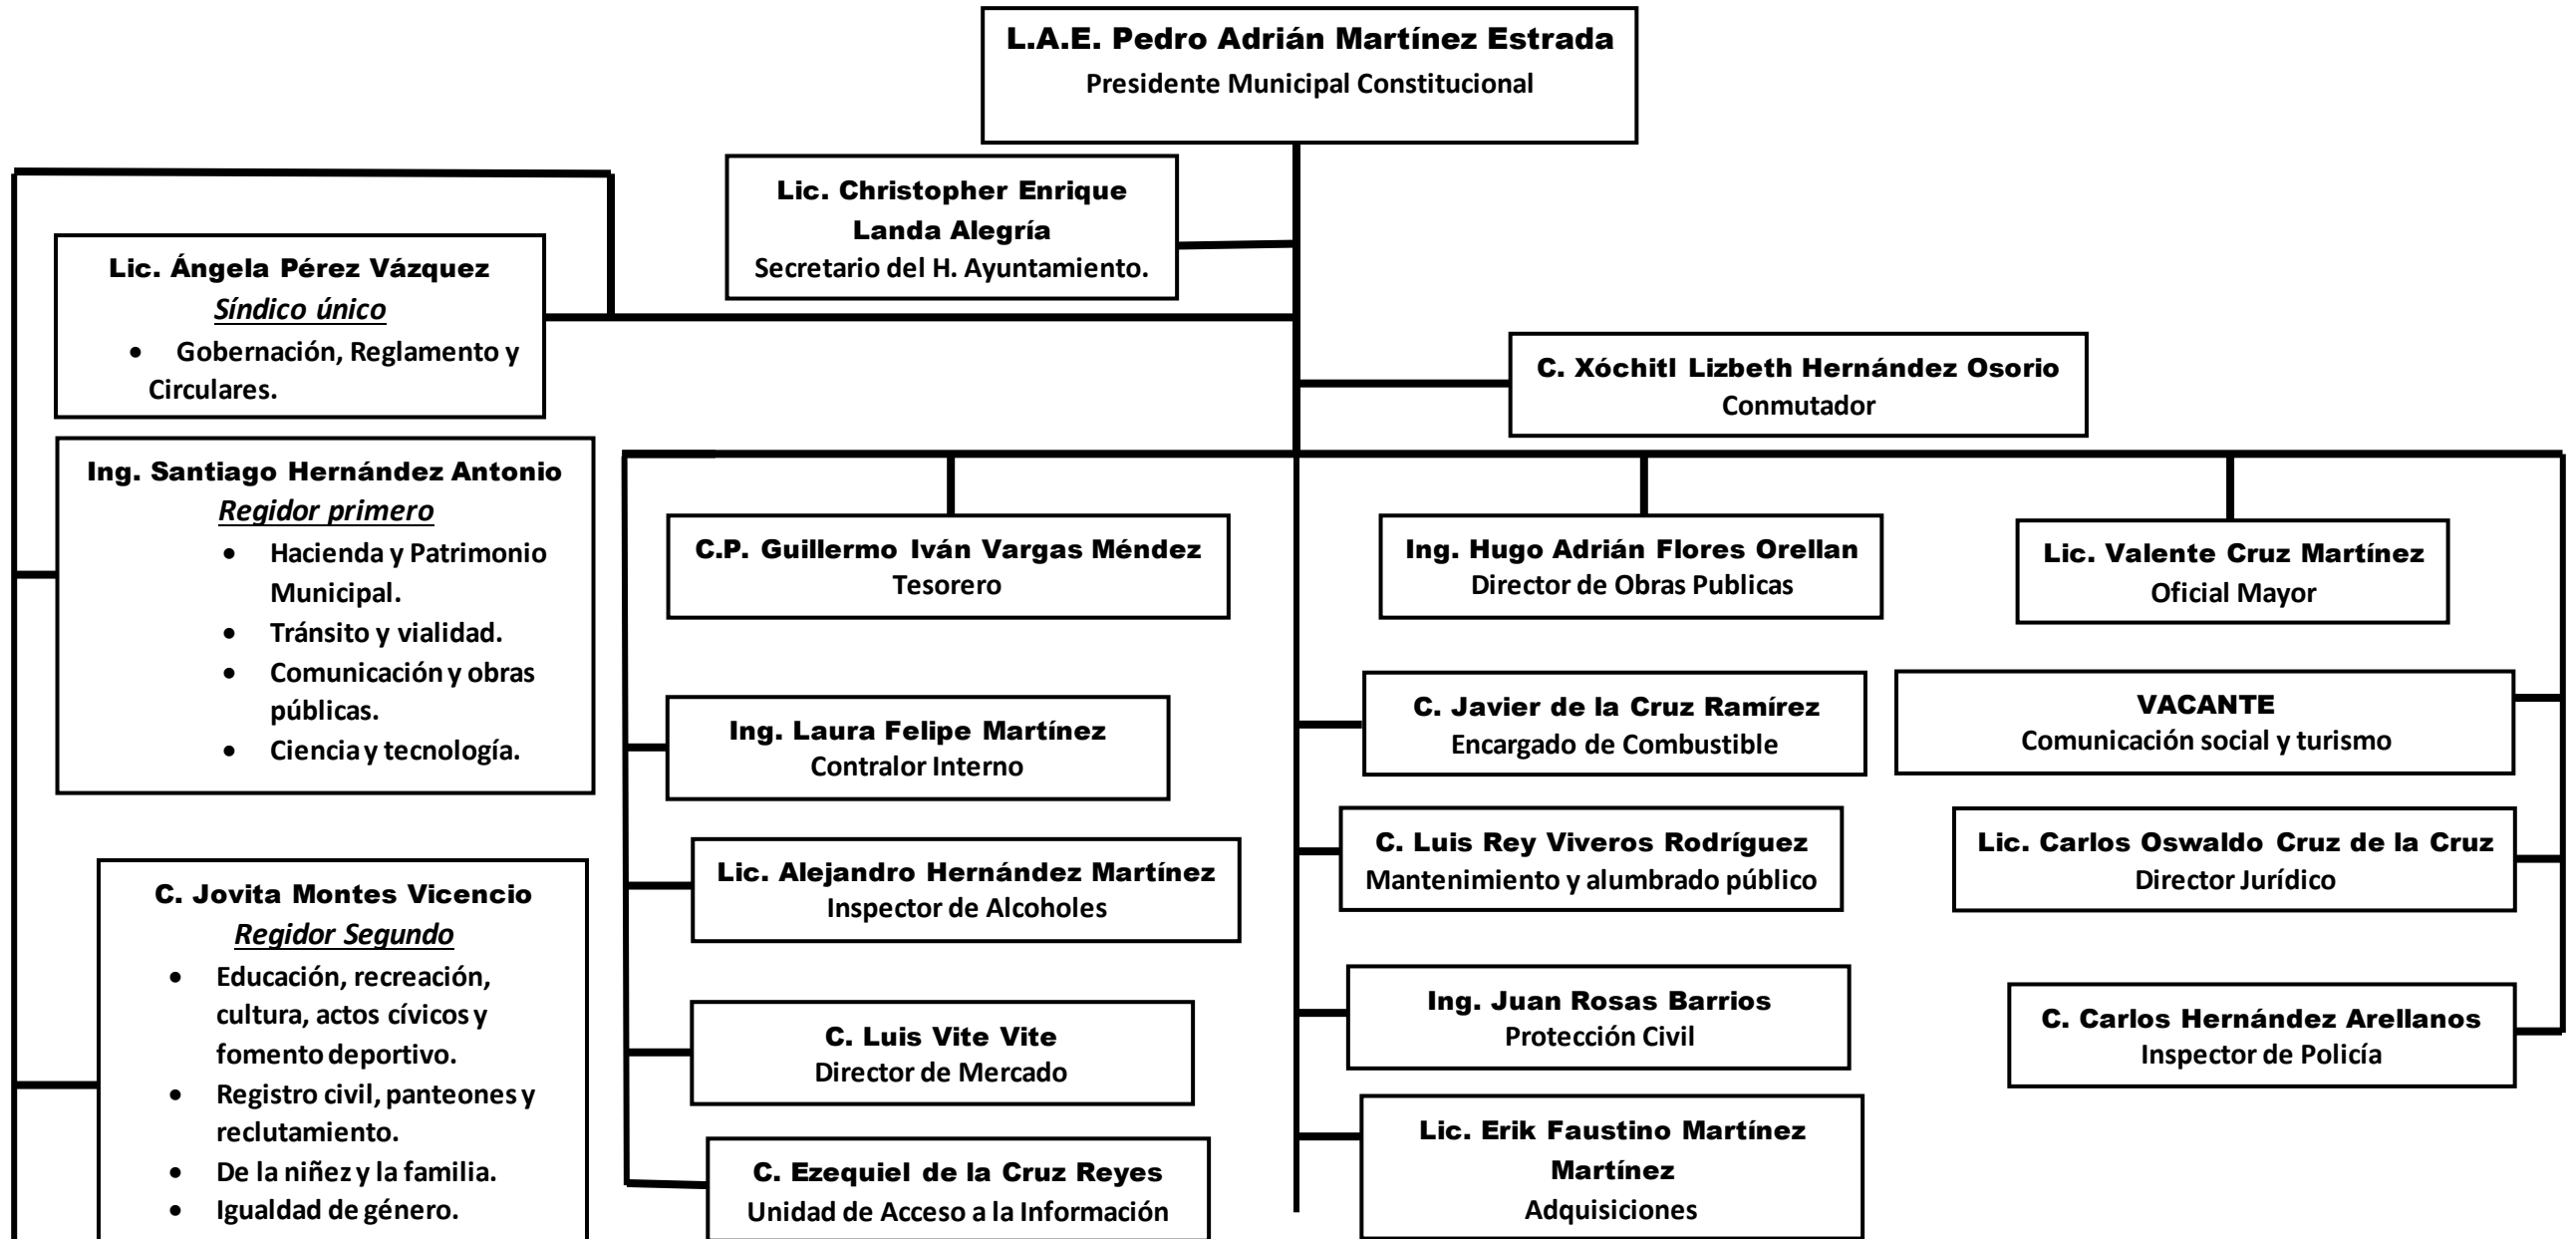 L.A.E. Pedro Adrián Martínez Estrada
Presidente Municipal Constitucional
Lic. Christopher Enrique
Landa Alegría
Secretario del H. Ayuntamiento.
Lic. Ángela Pérez Vázquez
Síndico único
• Gobernación, Reglamento y
Circulares.
C. Xóchitl Lizbeth Hernández Osorio
Conmutador
Ing. Santiago Hernández Antonio
Regidor primero
• Hacienda y Patrimonio
Municipal.
• Tránsito y vialidad.
• Comunicación y obras
públicas.
• Ciencia y tecnología.
C. Jovita Montes Vicencio
Regidor Segundo
• Educación, recreación,
cultura, actos cívicos y
fomento deportivo.
• Registro civil, panteones y
reclutamiento.
• De la niñez y la familia.
• Igualdad de género.
C.P. Guillermo Iván Vargas Méndez
Tesorero
Ing. Laura Felipe Martínez
Contralor Interno
Lic. Alejandro Hernández Martínez
Inspector de Alcoholes
C. Luis Vite Vite
Director de Mercado
C. Ezequiel de la Cruz Reyes
Unidad de Acceso a la Información
Ing. Hugo Adrián Flores Orellan
Director de Obras Publicas
C. Javier de la Cruz Ramírez
Encargado de Combustible
C. Luis Rey Viveros Rodríguez
Mantenimiento y alumbrado público
Ing. Juan Rosas Barrios
Protección Civil
Lic. Erik Faustino Martínez
Martínez
Adquisiciones
Lic. Valente Cruz Martínez
Oficial Mayor
VACANTE
Comunicación social y turismo
Lic. Carlos Oswaldo Cruz de la Cruz
Director Jurídico
C. Carlos Hernández Arellanos
Inspector de Policía